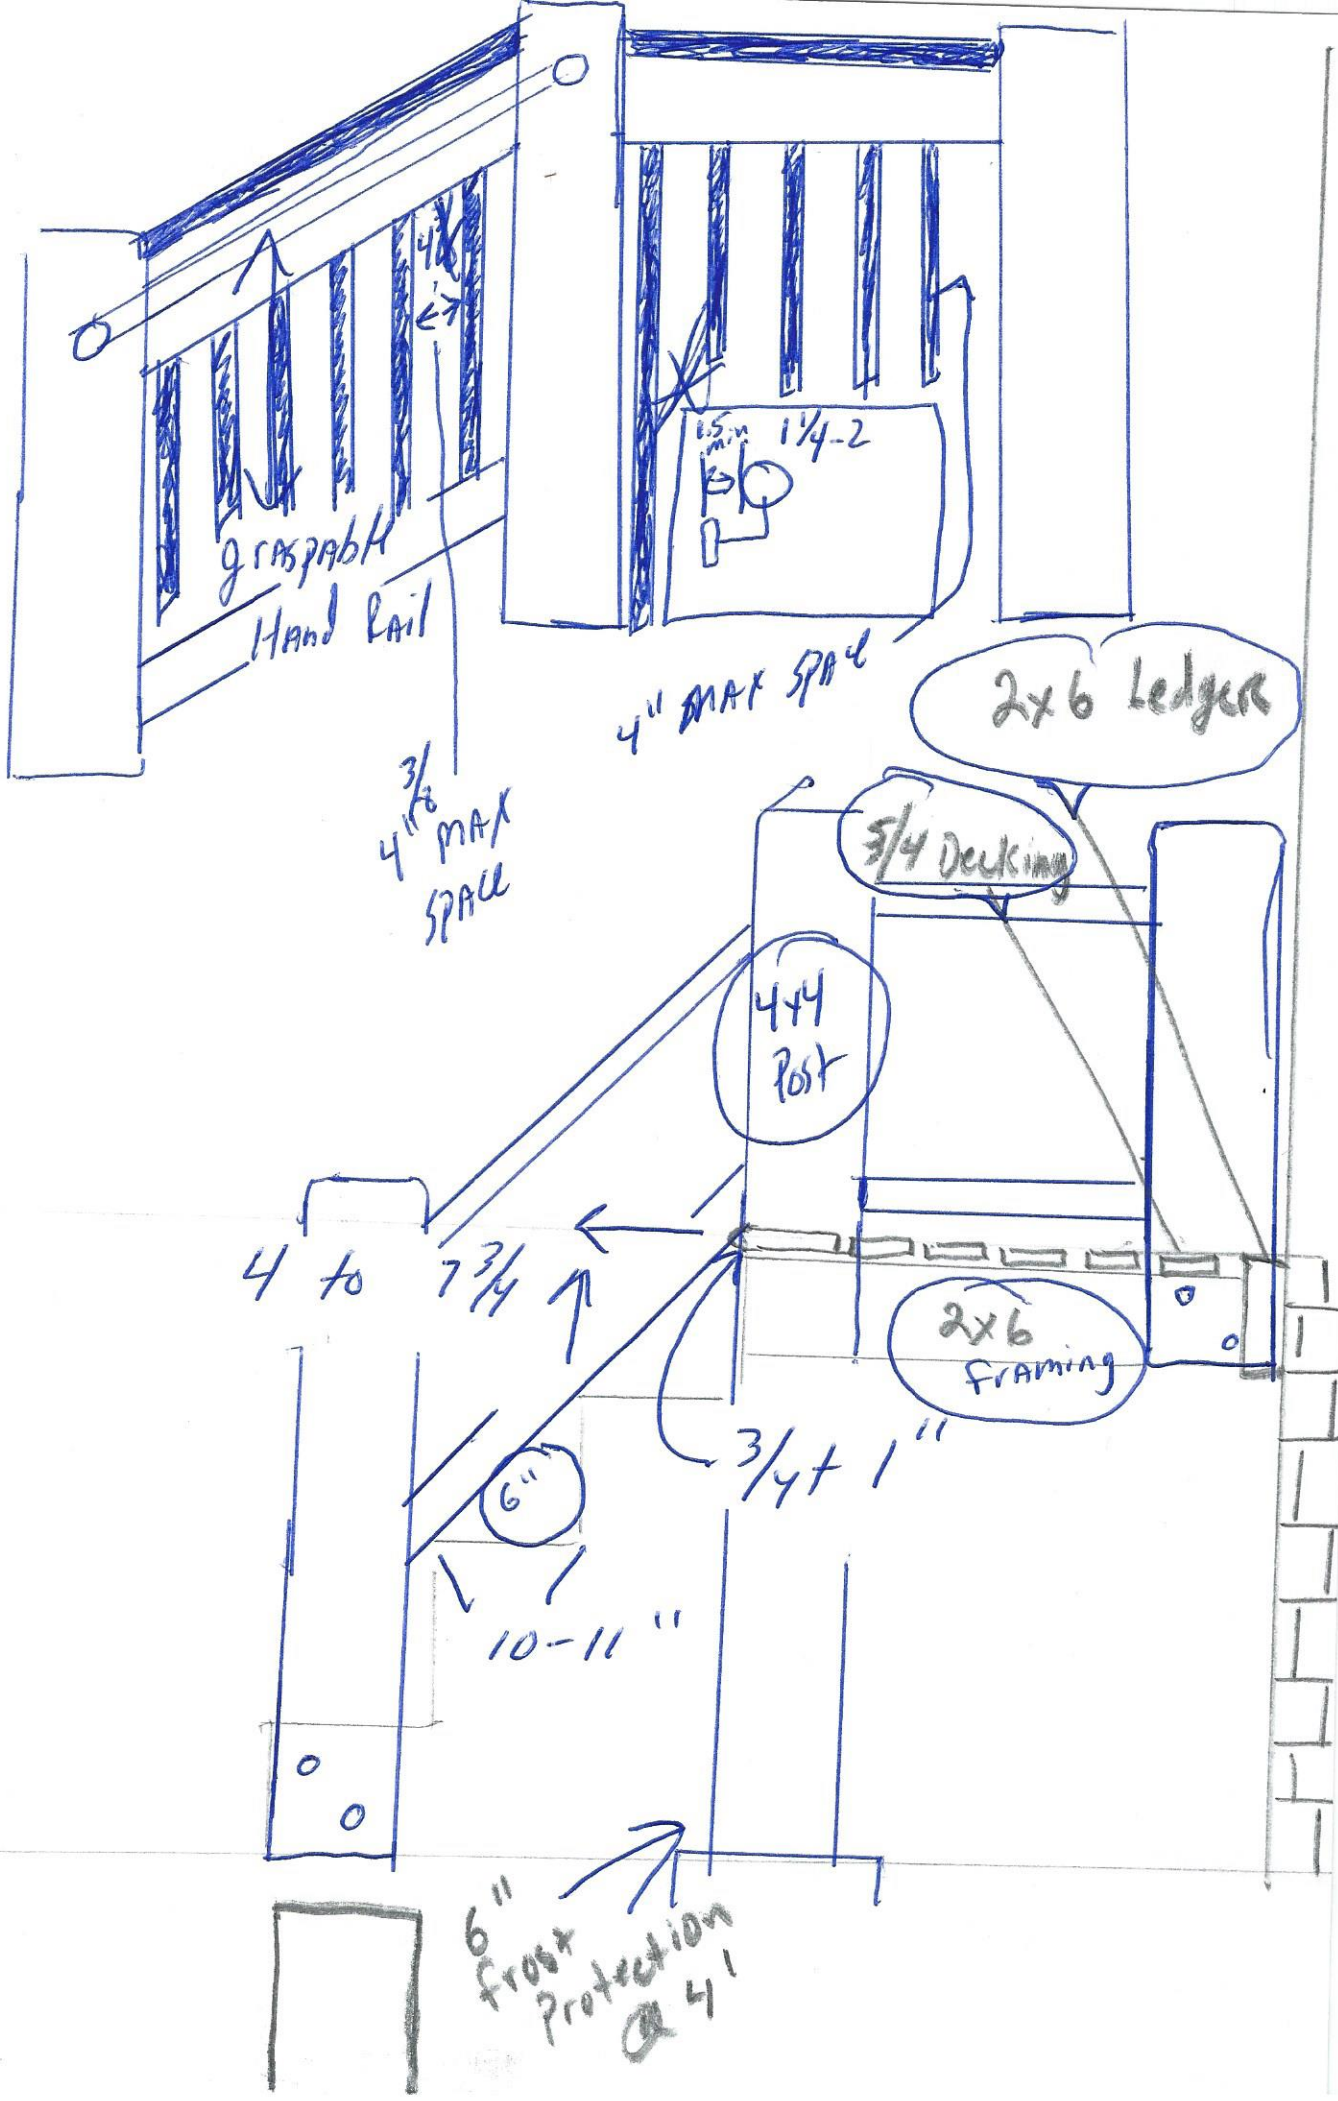 4"
1.5
min
1 1/4-2
graspable
Hand Rail
4" MAX SPACE
4" 3/8
MAX
SPACE
2x6 Ledger
5/4 Decking
4x4
Post
4 to 7 3/4
2x6
framing
3/4 + 1"
6"
10-11"
6"
frost
Protection
@ 4'